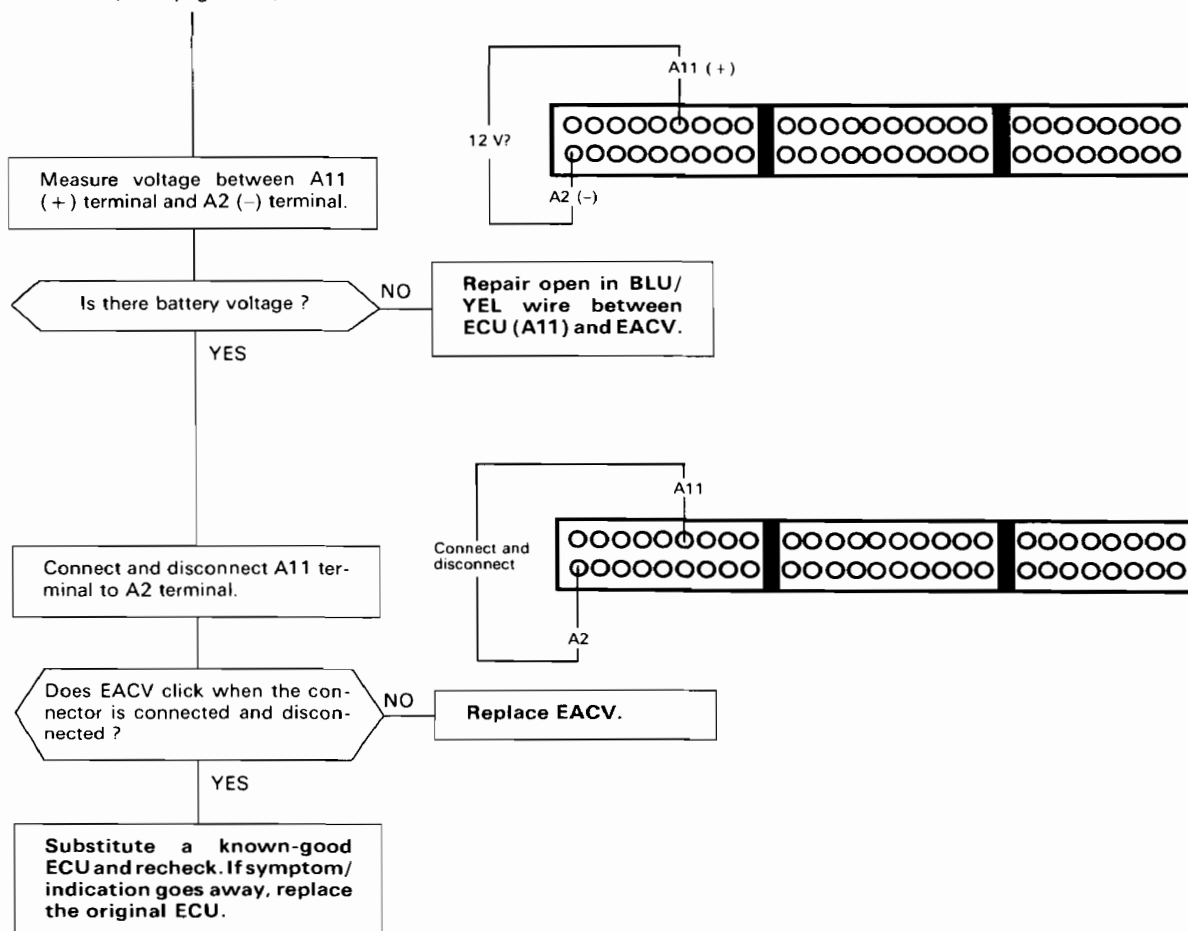 A11 (+)
12 V?
A2 (–)
Measure voltage between A11
(+) terminal and A2 (–) terminal.
Is there battery voltage ?
NO
Repair open in BLU/
YEL wire between
ECU (A11) and EACV.
YES
A11
Connect and
disconnect
A2
Connect and disconnect A11 ter-
minal to A2 terminal.
Does EACV click when the con-
nector is connected and discon-
nected ?
NO
Replace EACV.
YES
Substitute a known-good
ECU and recheck. If symptom/
indication goes away, replace
the original ECU.